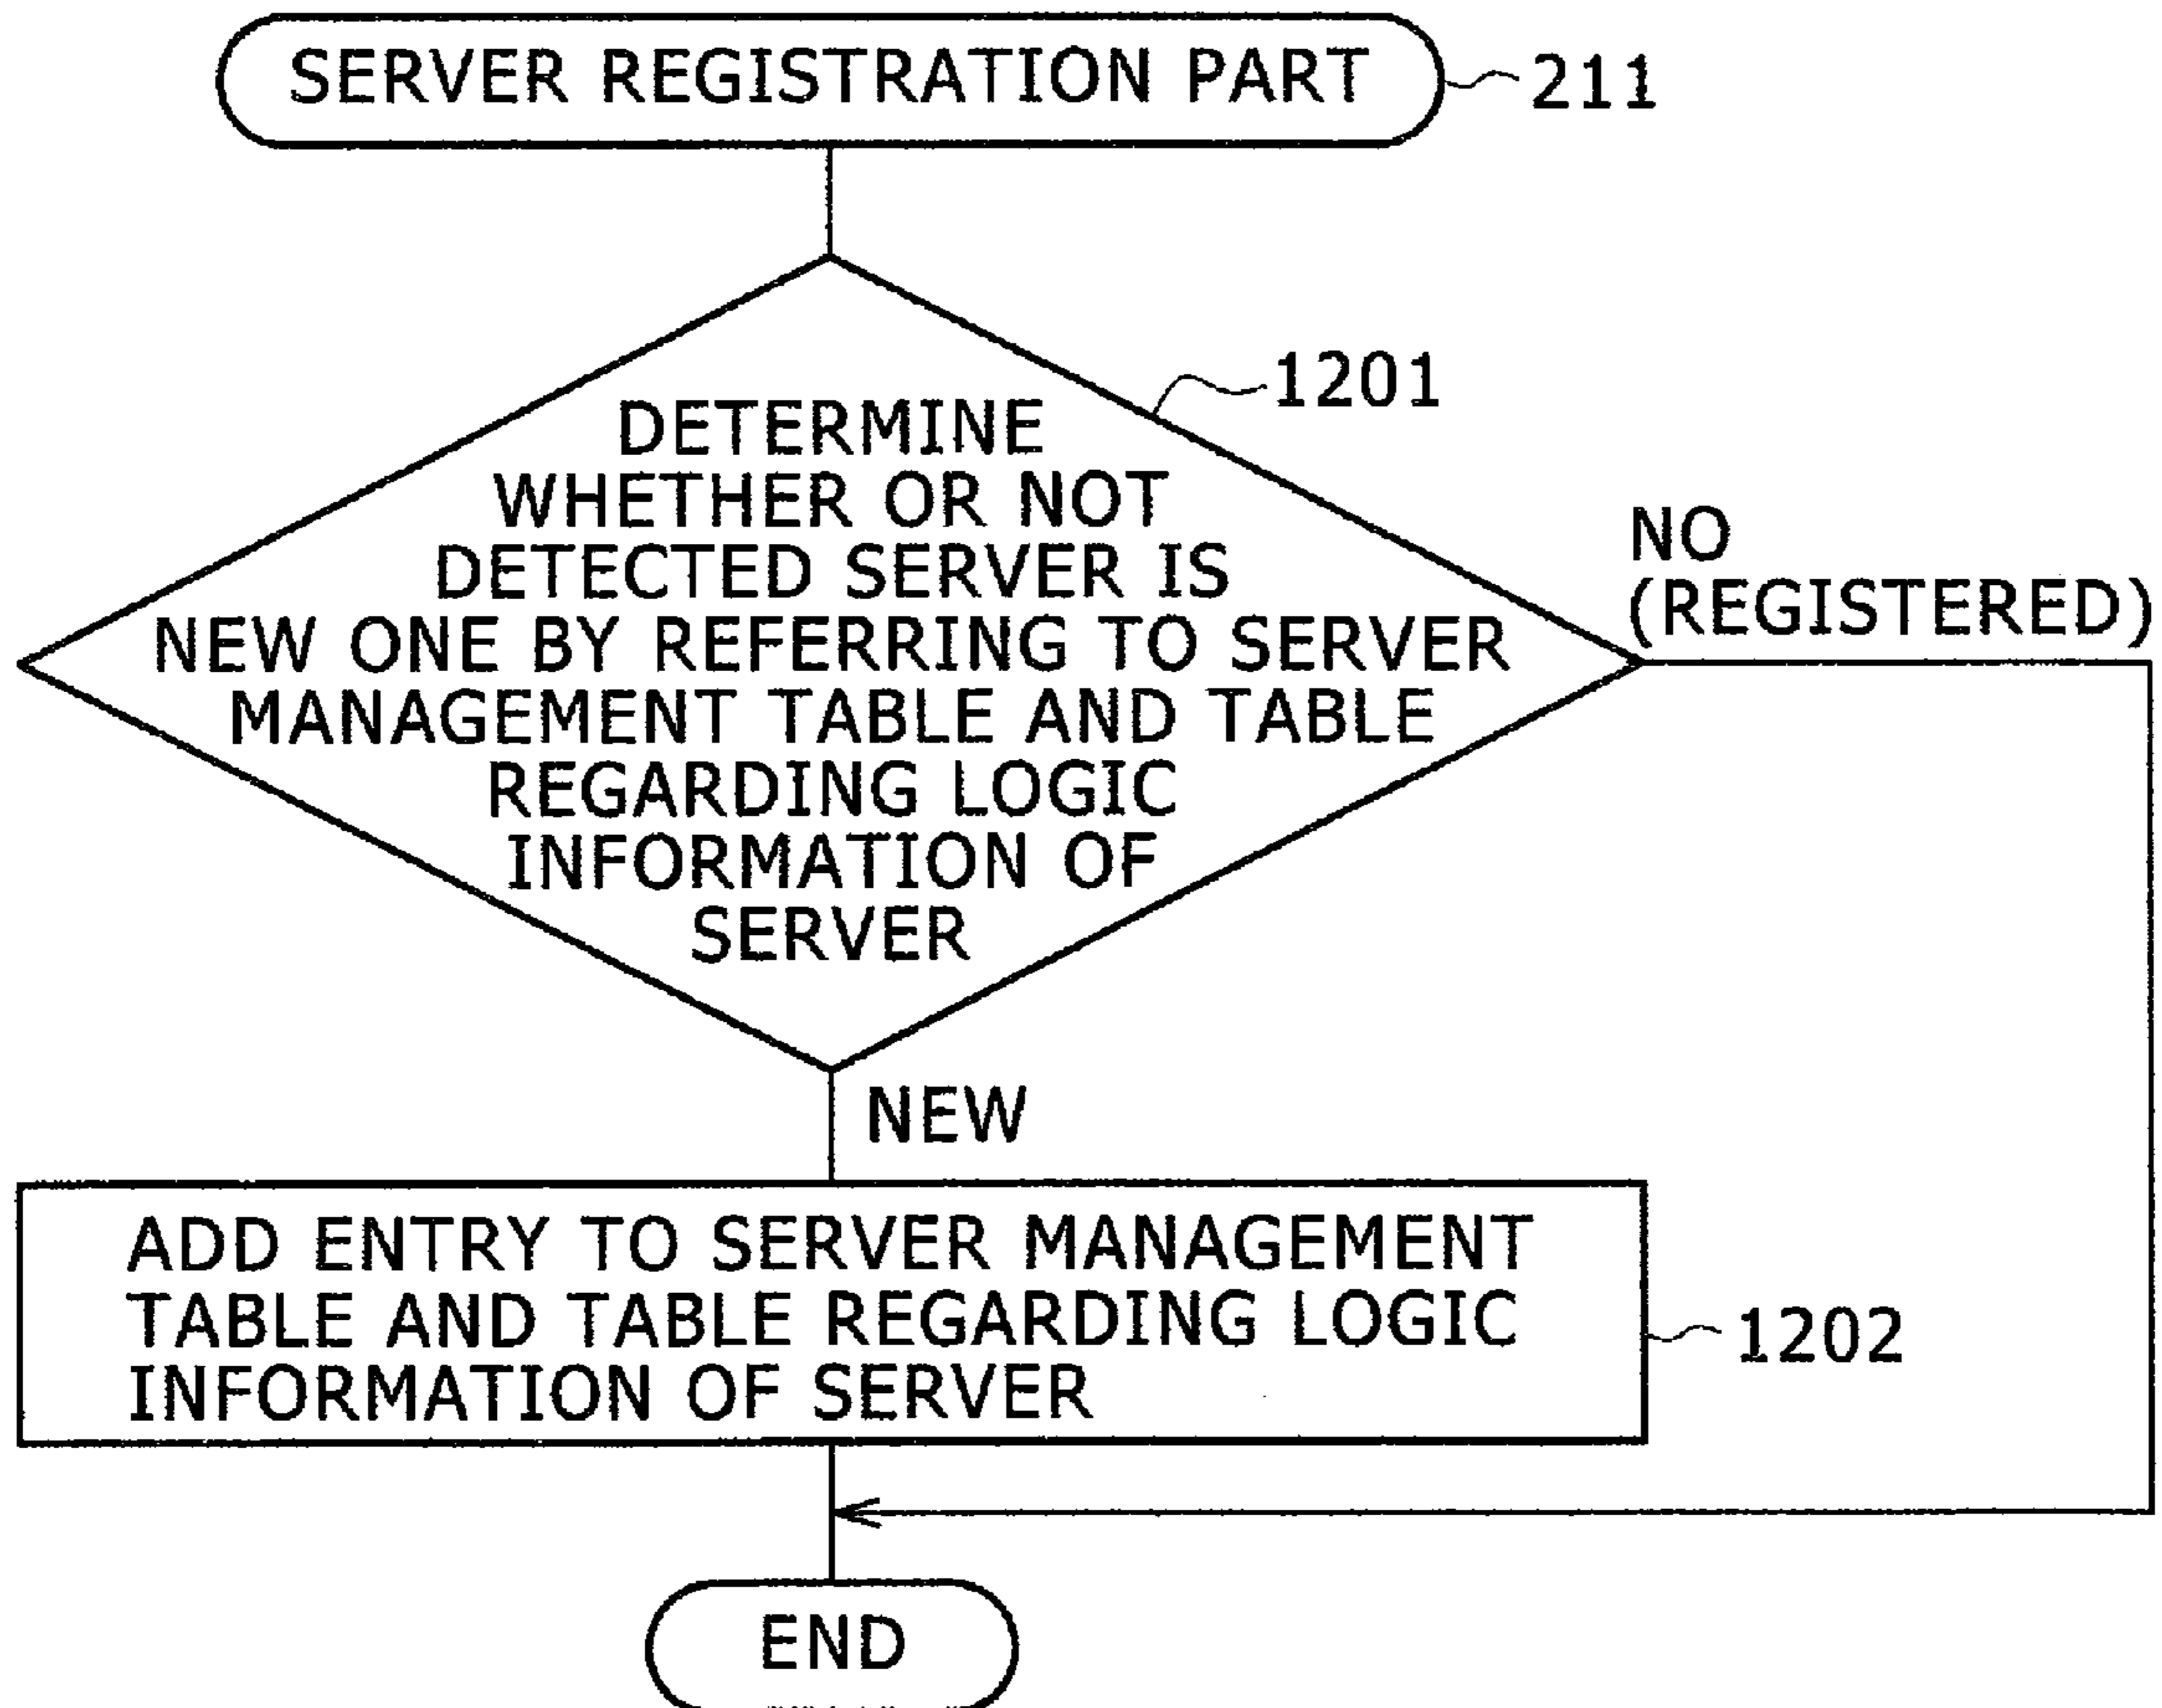 SERVER REGISTRATION PART
211
1201
DETERMINE
WHETHER OR NOT
DETECTED SERVER IS
NEW ONE BY REFERRING TO SERVER
MANAGEMENT TABLE AND TABLE
REGARDING LOGIC
INFORMATION OF
SERVER
NO
(REGISTERED)
NEW
ADD ENTRY TO SERVER MANAGEMENT
TABLE AND TABLE REGARDING LOGIC
INFORMATION OF SERVER
1202
END